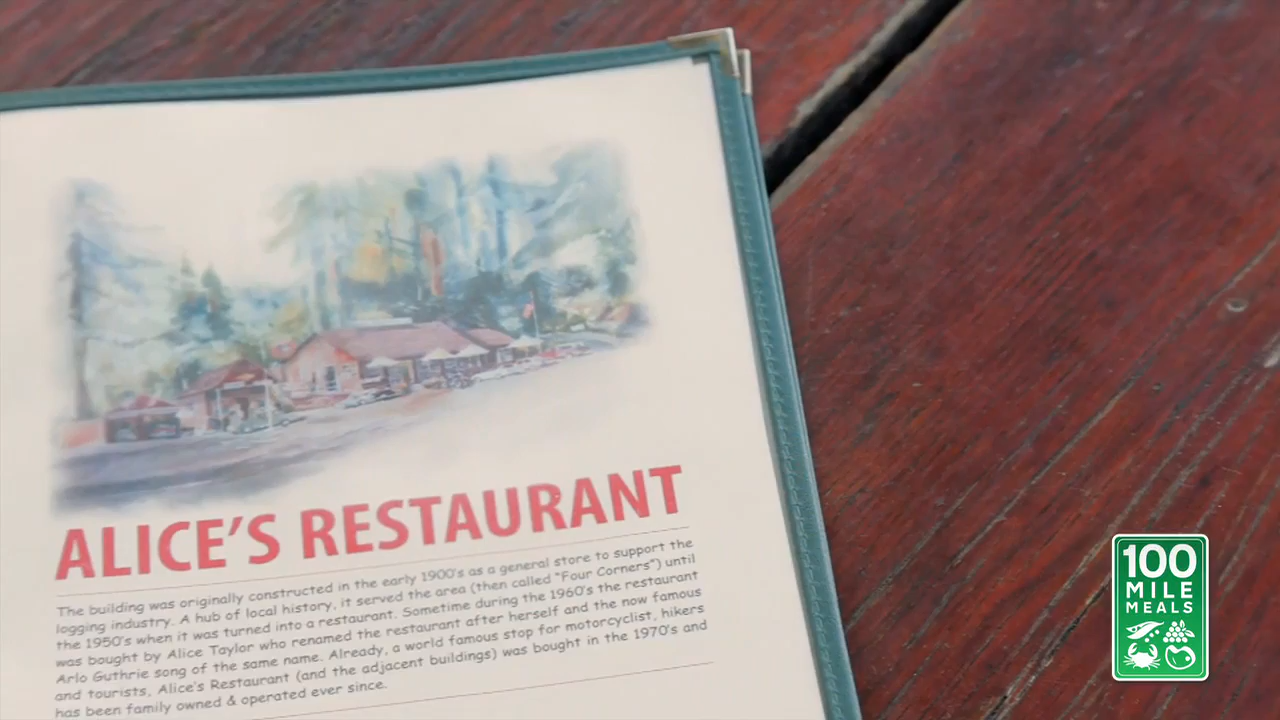 ALICE'S RESTAURANT
The building was originally constructed in the early 1900's as a general store to support the
logging industry. A hub of local history, it served the area (then called "Four Corners") until
the 1950's when it was turned into a restaurant. Sometime during the 1960's the restaurant
was bought by Alice Taylor who renamed the restaurant after herself and the now famous
Arlo Guthrie song of the same name. Already, a world famous stop for motorcyclist, hikers
and tourists, Alice's Restaurant (and the adjacent buildings) was bought in the 1970's and
has been family owned & operated ever since.
100
MILE
MEALS